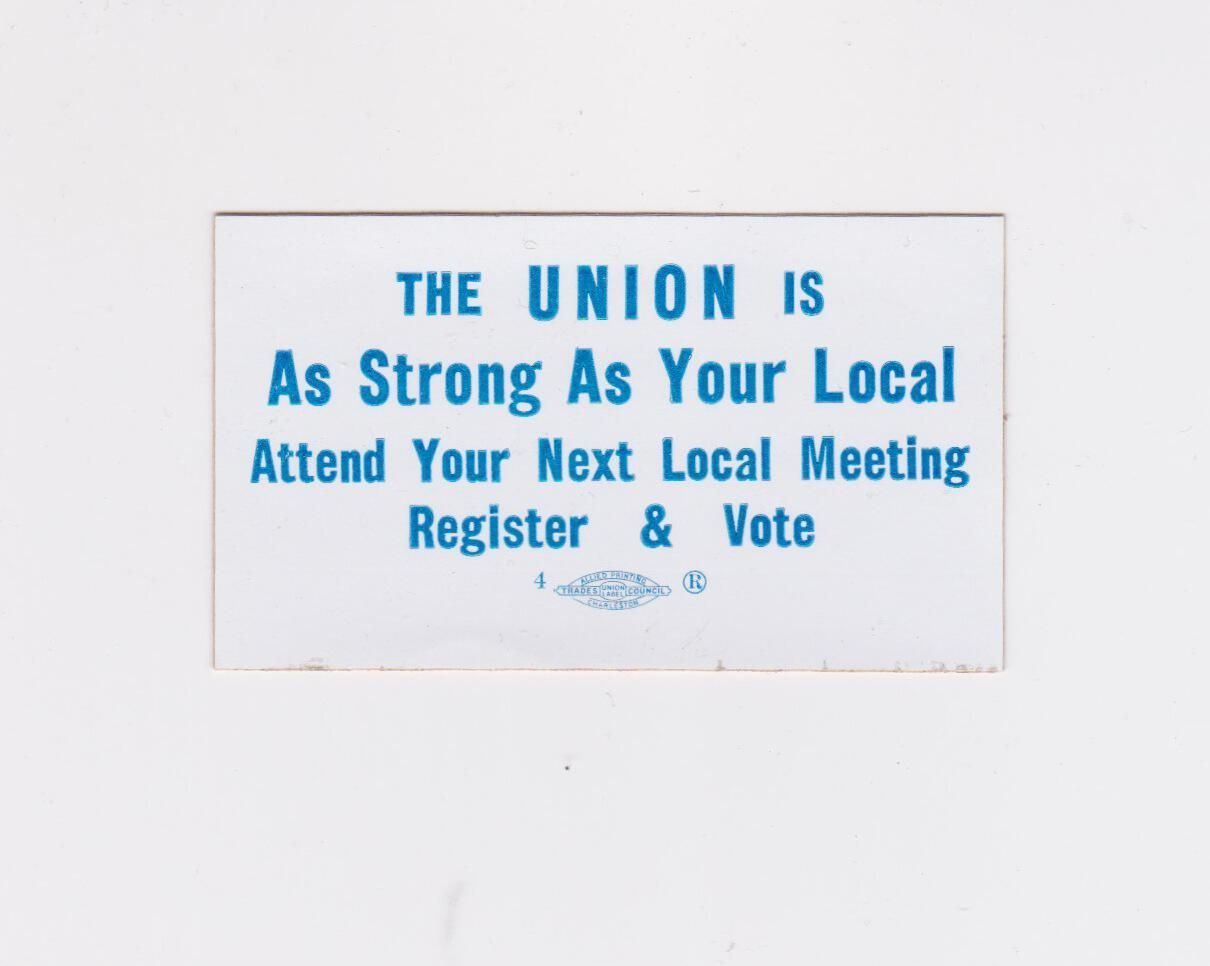 THE UNION IS
As Strong As Your Local
Attend Your Next Local Meeting
Register & Vote
4 ALLIED PRINTING TRADES UNION LABEL COUNCIL CHARLESTON ®